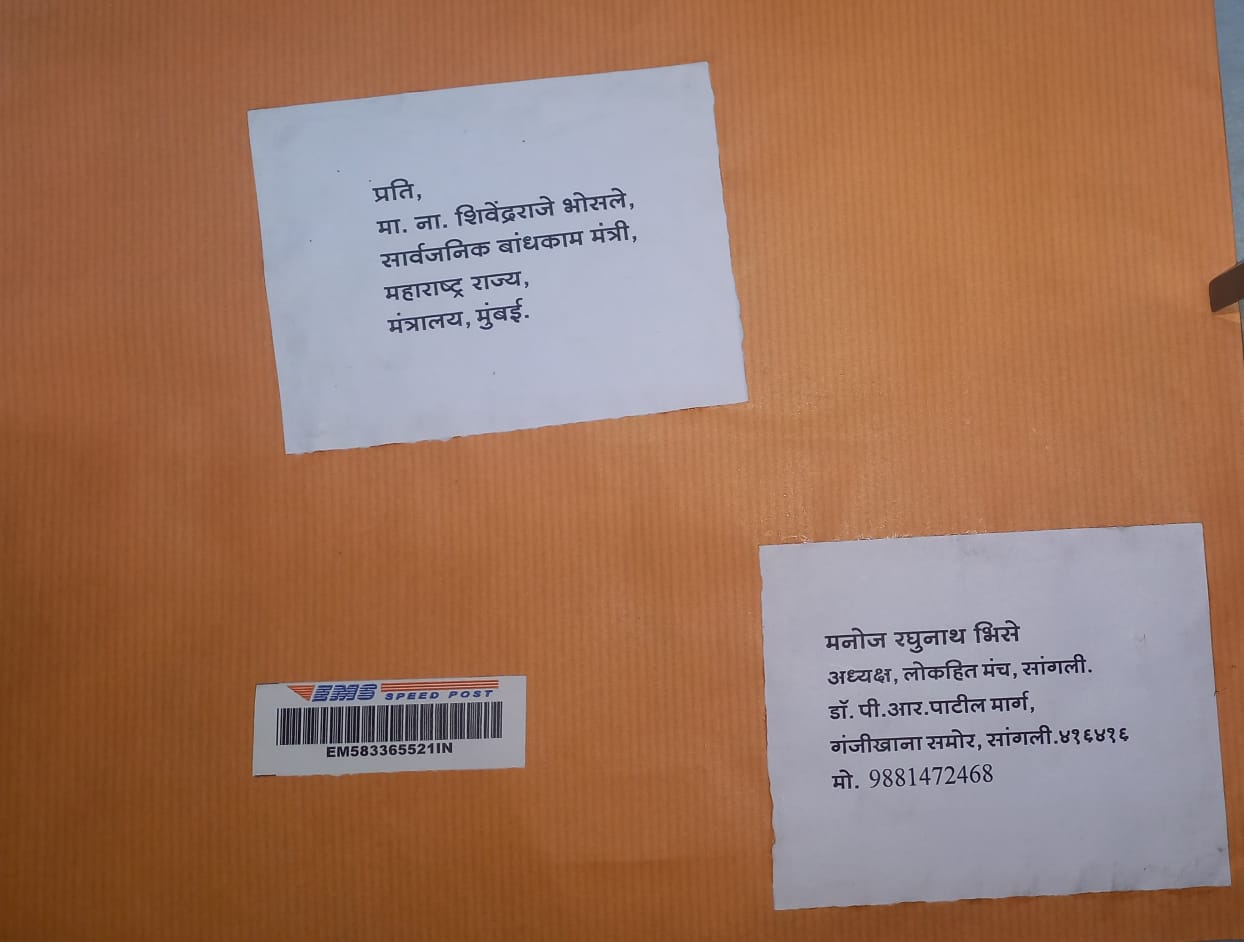 प्रति,
मा. ना. शिवेंद्रराजे भोसले,
सार्वजनिक बांधकाम मंत्री,
महाराष्ट्र राज्य,
मंत्रालय, मुंबई.
EMS SPEED POST
EM583365521IN
मनोज रघुनाथ भिसे
अध्यक्ष, लोकहित मंच, सांगली.
डॉ. पी.आर.पाटील मार्ग,
गंजीखाना समोर, सांगली.४१६४१६
मो. 9881472468